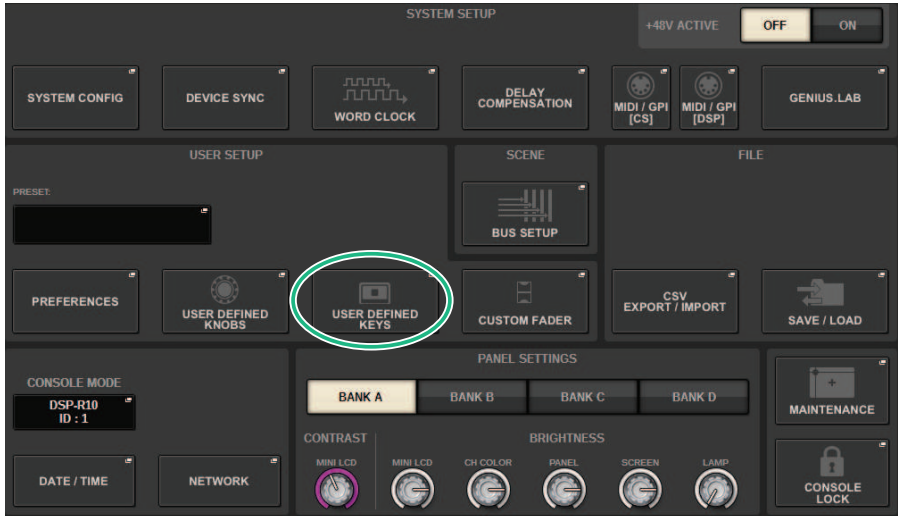 SYSTEM SETUP
+48V ACTIVE
OFF
ON
SYSTEM CONFIG
DEVICE SYNC
WORD CLOCK
DELAY
COMPENSATION
MIDI / GPI
[CS]
MIDI / GPI
[DSP]
GENIUS.LAB
USER SETUP
SCENE
FILE
PRESET:
BUS SETUP
PREFERENCES
USER DEFINED
KNOBS
USER DEFINED
KEYS
CUSTOM FADER
CSV
EXPORT / IMPORT
SAVE / LOAD
CONSOLE MODE
DSP-R10
ID : 1
PANEL SETTINGS
BANK A
BANK B
BANK C
BANK D
MAINTENANCE
CONTRAST
BRIGHTNESS
MINI LCD
MINI LCD
CH COLOR
PANEL
SCREEN
LAMP
DATE / TIME
NETWORK
CONSOLE
LOCK